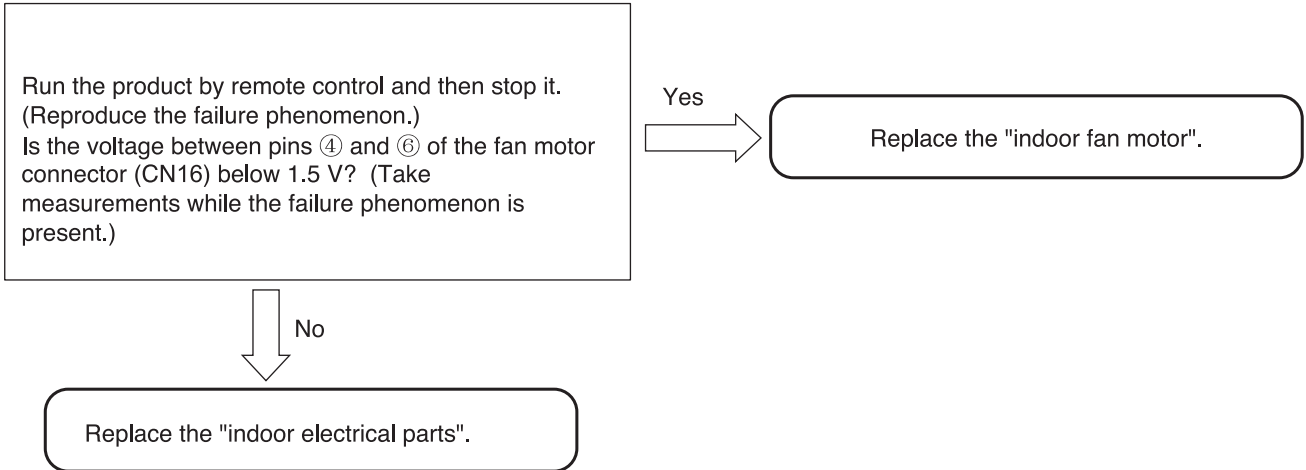 Run the product by remote control and then stop it.
(Reproduce the failure phenomenon.)
Is the voltage between pins ④ and ⑥ of the fan motor
connector (CN16) below 1.5 V?  (Take
measurements while the failure phenomenon is
present.)
Yes
Replace the "indoor fan motor".
No
Replace the "indoor electrical parts".